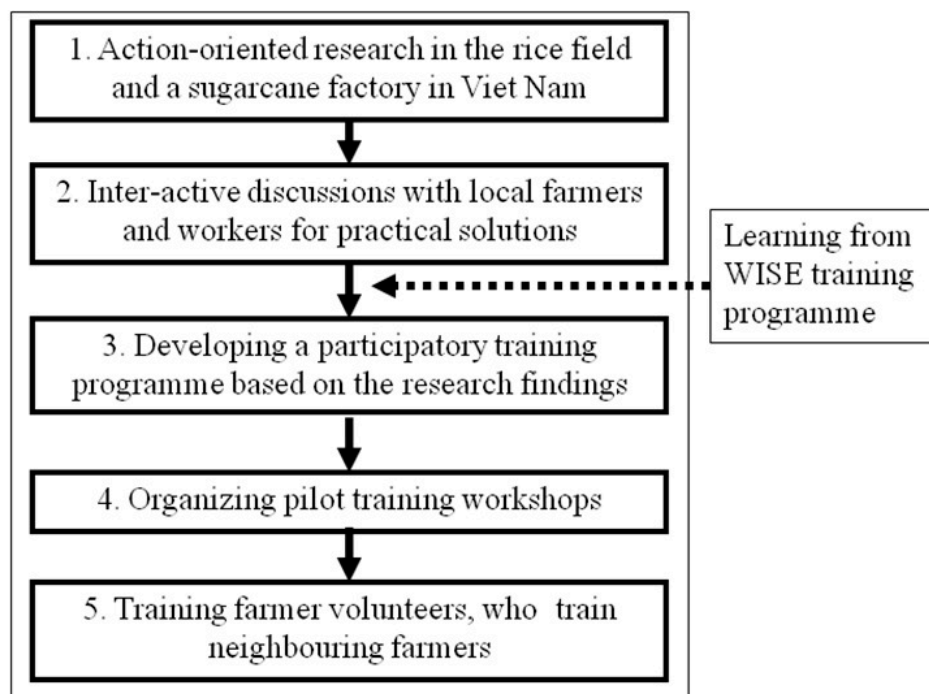 1. Action-oriented research in the rice field
and a sugarcane factory in Viet Nam
2. Inter-active discussions with local farmers
and workers for practical solutions
Learning from
WISE training
programme
3. Developing a participatory training
programme based on the research findings
4. Organizing pilot training workshops
5. Training farmer volunteers, who train
neighbouring farmers